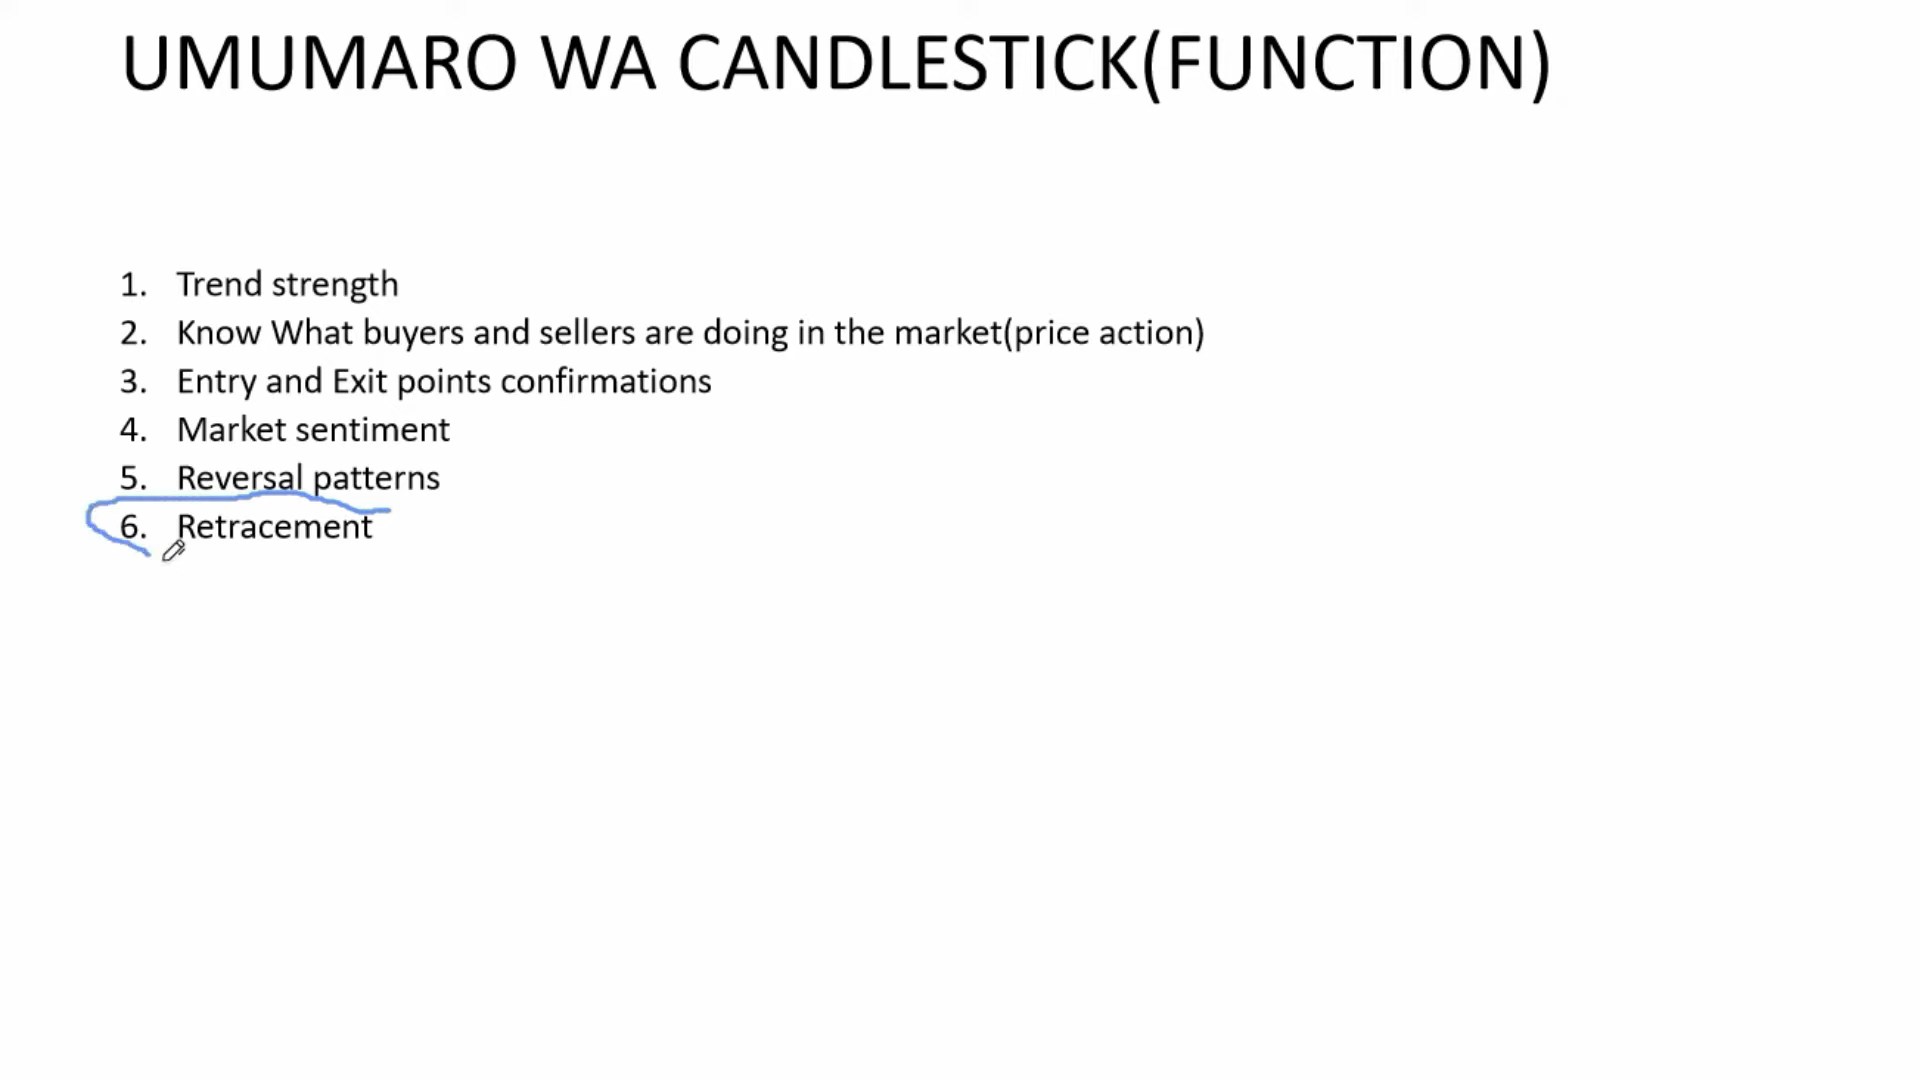 UMUMARO WA CANDLESTICK(FUNCTION)
1. Trend strength
2. Know What buyers and sellers are doing in the market(price action)
3. Entry and Exit points confirmations
4. Market sentiment
5. Reversal patterns
6. Retracement